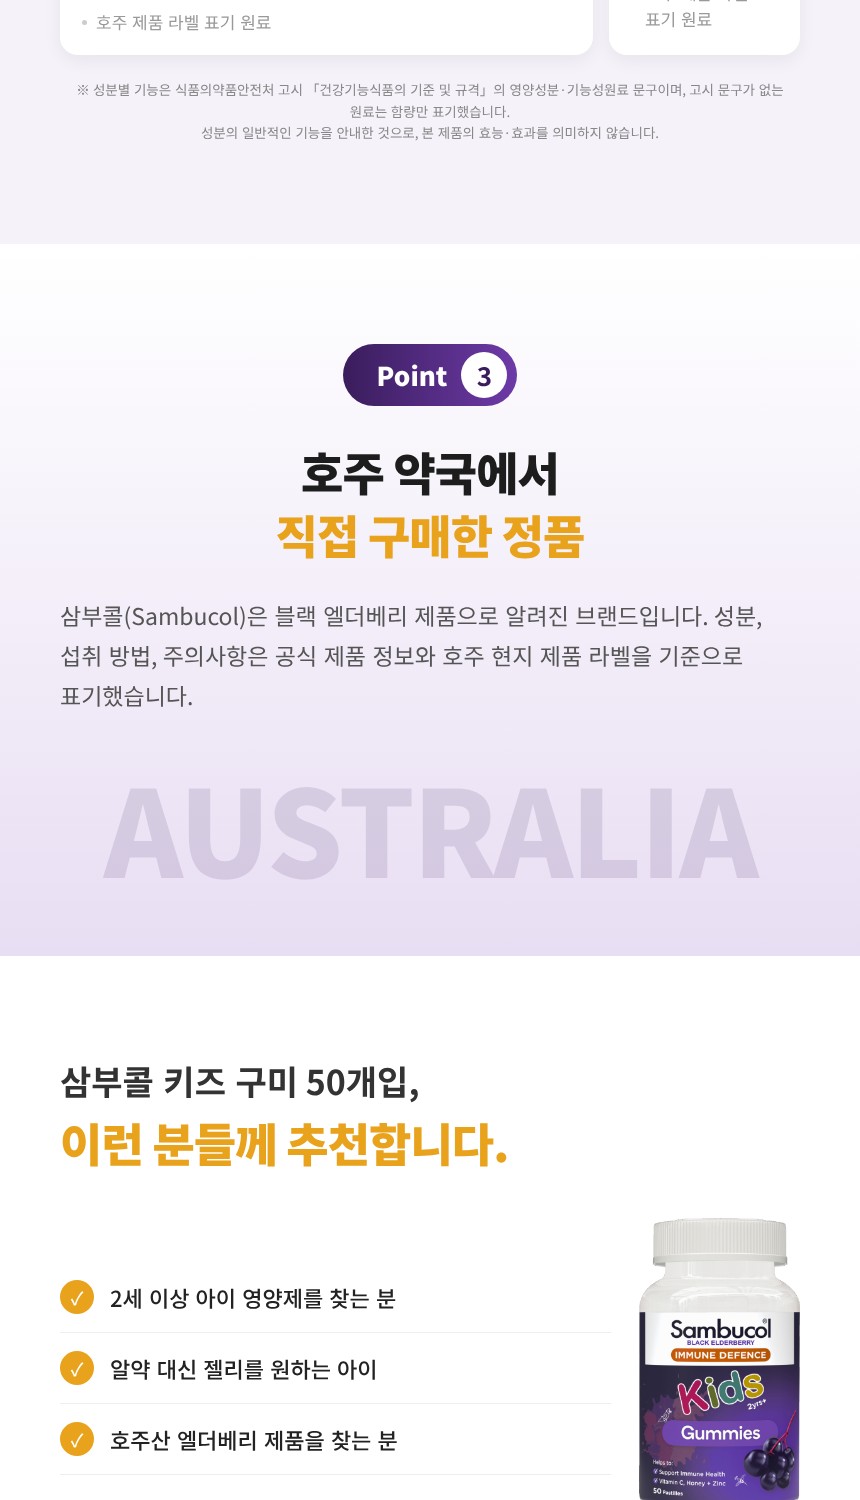 호주 제품 라벨 표기 원료
표기 원료
※ 성분별 기능은 식품의약품안전처 고시 「건강기능식품의 기준 및 규격」의 영양성분·기능성원료 문구이며, 고시 문구가 없는
원료는 함량만 표기했습니다.
성분의 일반적인 기능을 안내한 것으로, 본 제품의 효능·효과를 의미하지 않습니다.
Point 3
호주 약국에서
직접 구매한 정품
삼부콜(Sambucol)은 블랙 엘더베리 제품으로 알려진 브랜드입니다. 성분,
섭취 방법, 주의사항은 공식 제품 정보와 호주 현지 제품 라벨을 기준으로
표기했습니다.
AUSTRALIA
삼부콜 키즈 구미 50개입,
이런 분들께 추천합니다.
✓ 2세 이상 아이 영양제를 찾는 분
✓ 알약 대신 젤리를 원하는 아이
✓ 호주산 엘더베리 제품을 찾는 분
Sambucol®
BLACK ELDERBERRY
IMMUNE DEFENCE
Kids
2yrs+
Gummies
Helps to:
Support Immune Health
Vitamin C, Honey + Zinc
50 Pastilles